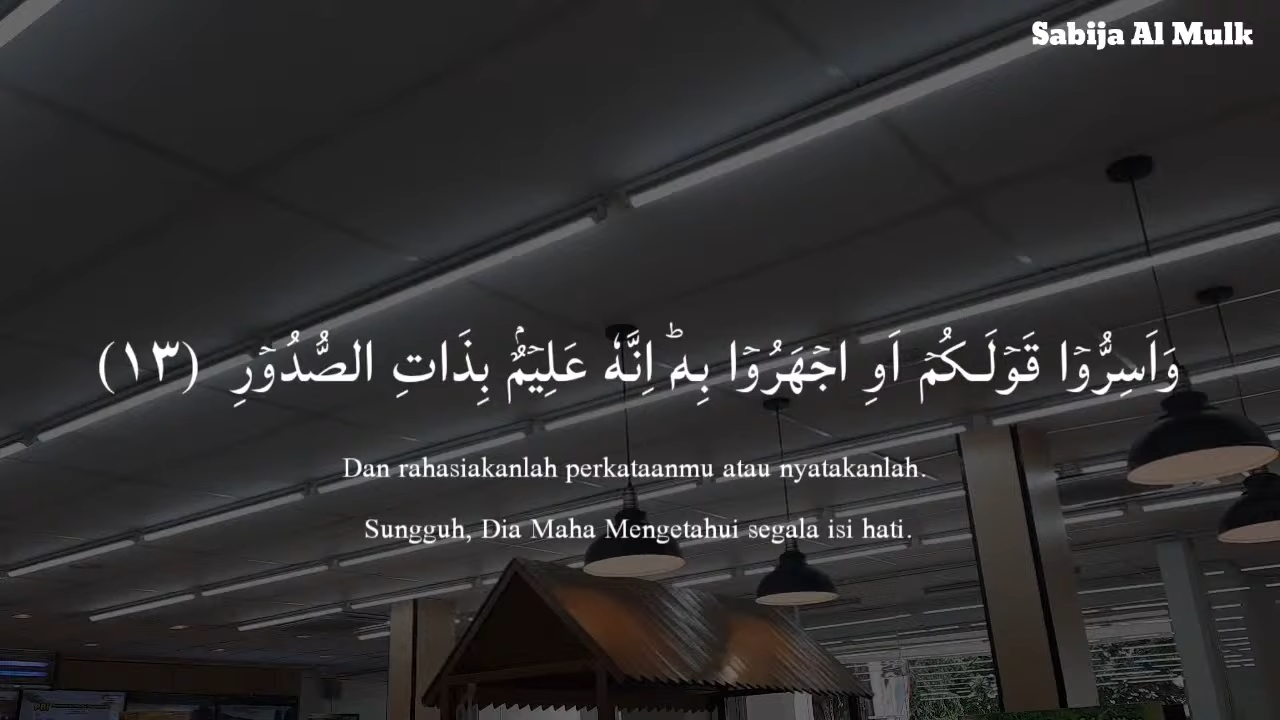 Sabija Al Mulk
وَاَسِرُّوْا قَوْلَكُمْ اَوِ اجْهَرُوْا بِهٖۗ اِنَّهٗ عَلِيْمٌۢ بِذَاتِ الصُّدُوْرِ (١٣)
Dan rahasiakanlah perkataanmu atau nyatakanlah.
Sungguh, Dia Maha Mengetahui segala isi hati.